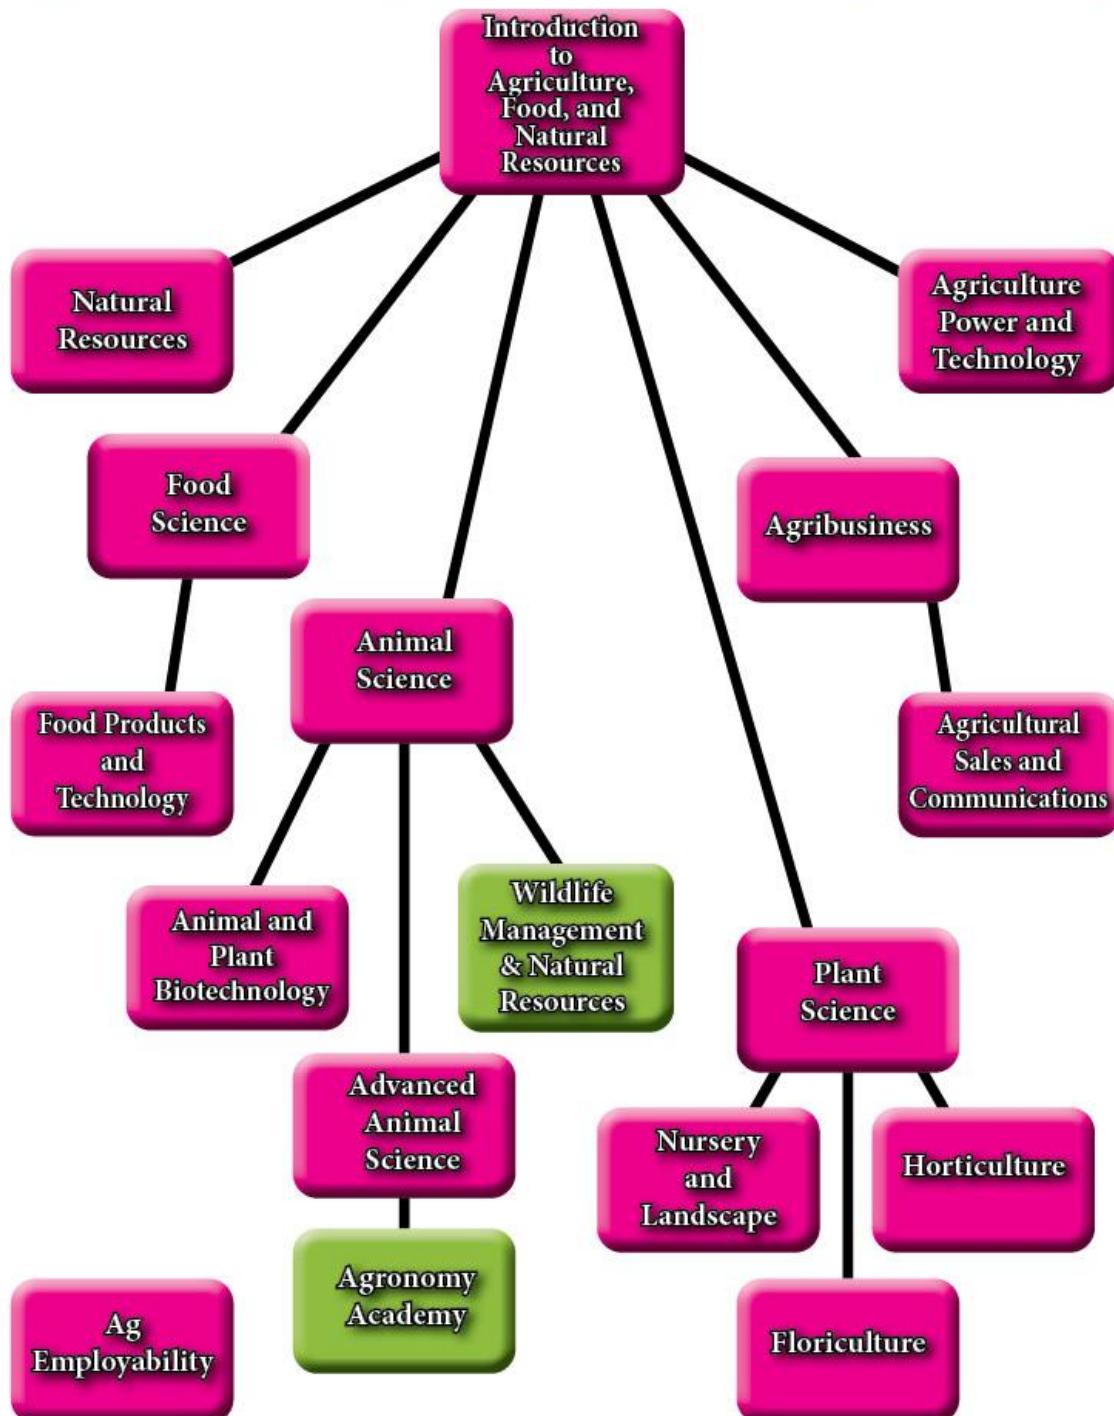 Introduction
to
Agriculture,
Food, and
Natural
Resources
Natural
Resources
Agriculture
Power and
Technology
Food
Science
Agribusiness
Animal
Science
Food Products
and
Technology
Agricultural
Sales and
Communications
Animal and
Plant
Biotechnology
Wildlife
Management
& Natural
Resources
Plant
Science
Advanced
Animal
Science
Nursery
and
Landscape
Horticulture
Agronomy
Academy
Ag
Employability
Floriculture